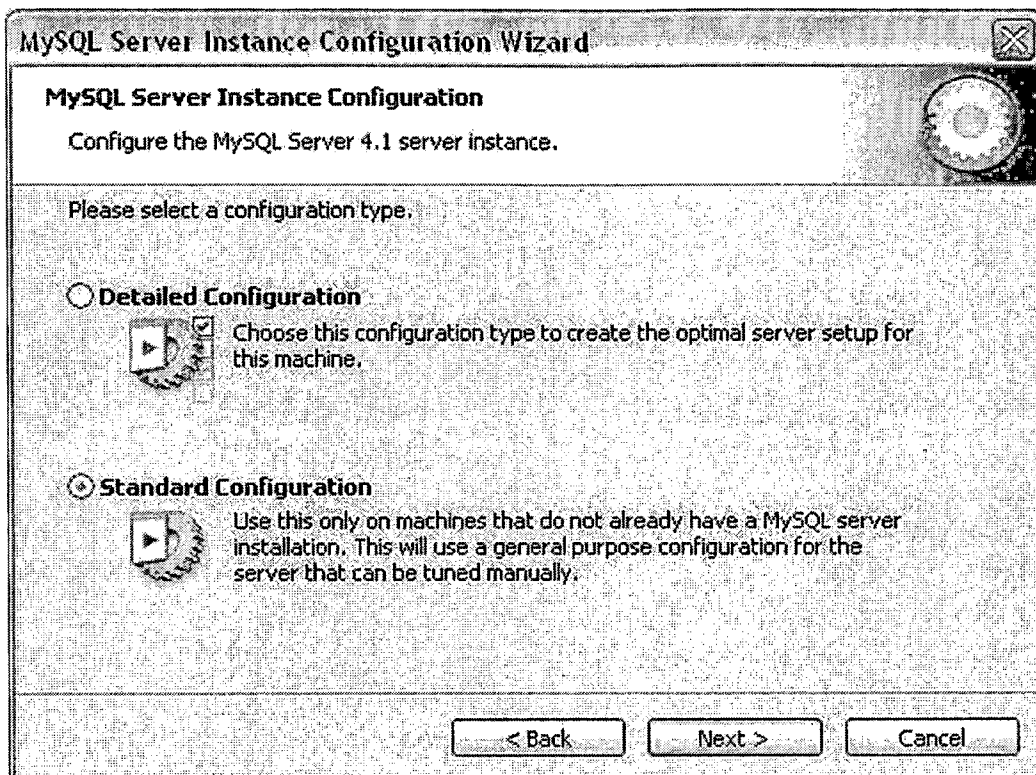 MySQL Server Instance Configuration Wizard
MySQL Server Instance Configuration
Configure the MySQL Server 4.1 server instance.
Please select a configuration type.
Detailed Configuration
Choose this configuration type to create the optimal server setup for
this machine.
Standard Configuration
Use this only on machines that do not already have a MySQL server
installation. This will use a general purpose configuration for the
server that can be tuned manually.
< Back
Next >
Cancel